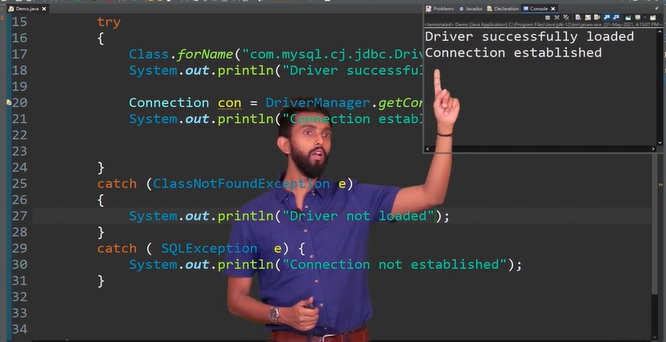 Demo.java
Problems Javadoc Declaration Console
<terminated> Demo [Java Application] C:\Program Files\Java\jdk-12\bin\javaw.exe (31-May-2021, 4:15:07 PM)
Driver successfully loaded
Connection established
15 try
16 {
17 Class.forName("com.mysql.cj.jdbc.Driv
18 System.out.println("Driver successful
19
20 Connection con = DriverManager.getCon
21 System.out.println("Connection establ
24 }
25 catch (ClassNotFoundException e)
26 {
27 System.out.println("Driver not loaded");
28 }
29 catch ( SQLException e) {
30 System.out.println("Connection not established");
31 }
32
33
34